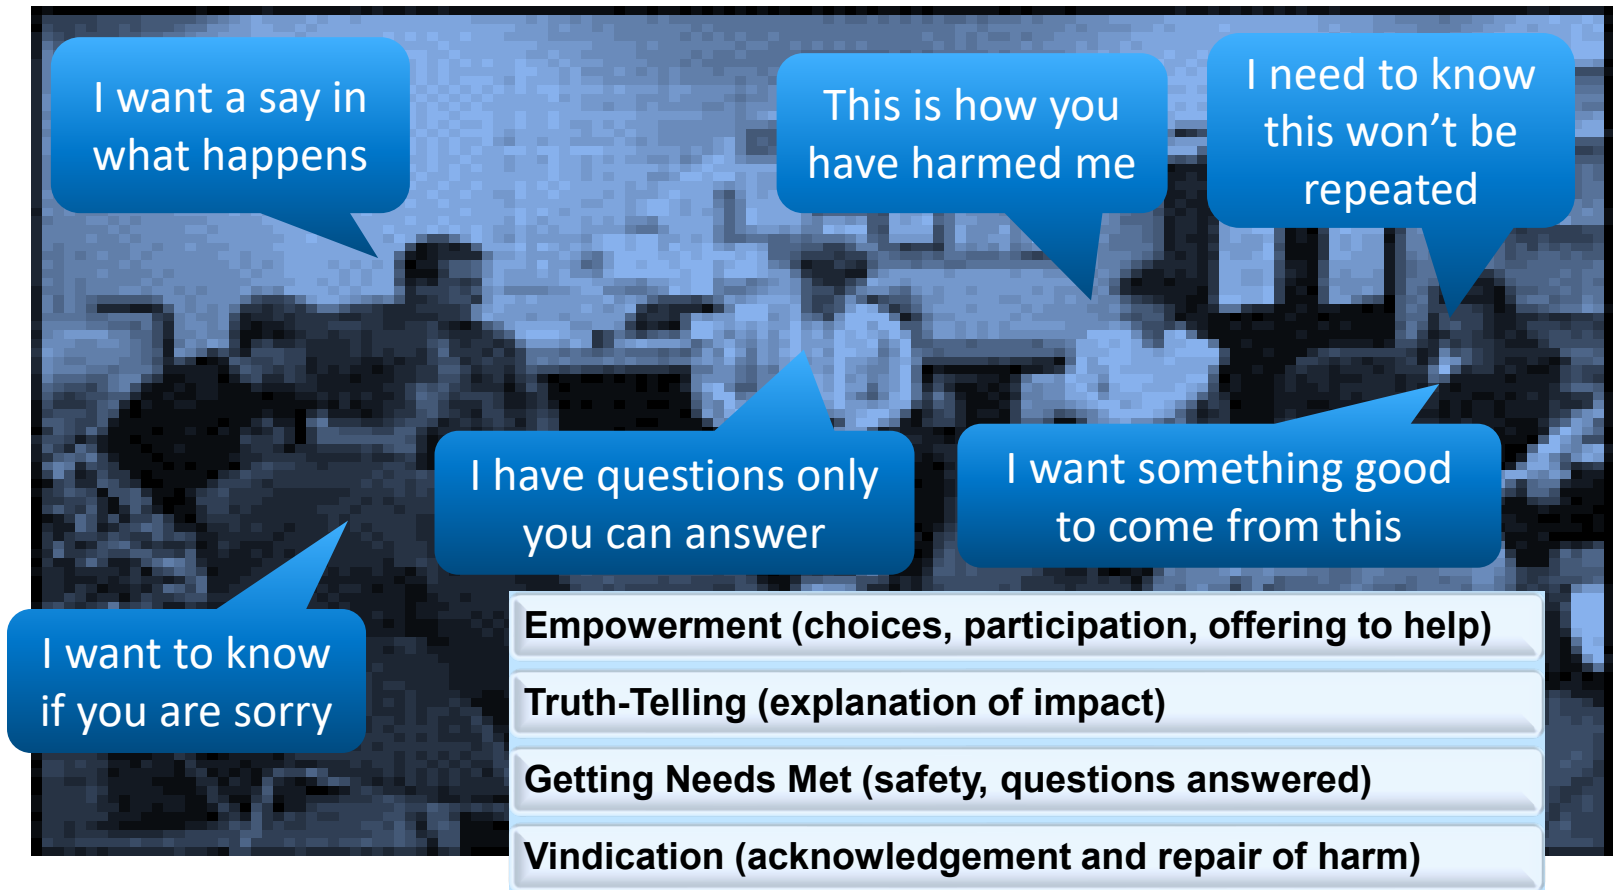 I want a say in
what happens
This is how you
have harmed me
I need to know
this won’t be
repeated
I have questions only
you can answer
I want something good
to come from this
I want to know
if you are sorry
Empowerment (choices, participation, offering to help)
Truth-Telling (explanation of impact)
Getting Needs Met (safety, questions answered)
Vindication (acknowledgement and repair of harm)